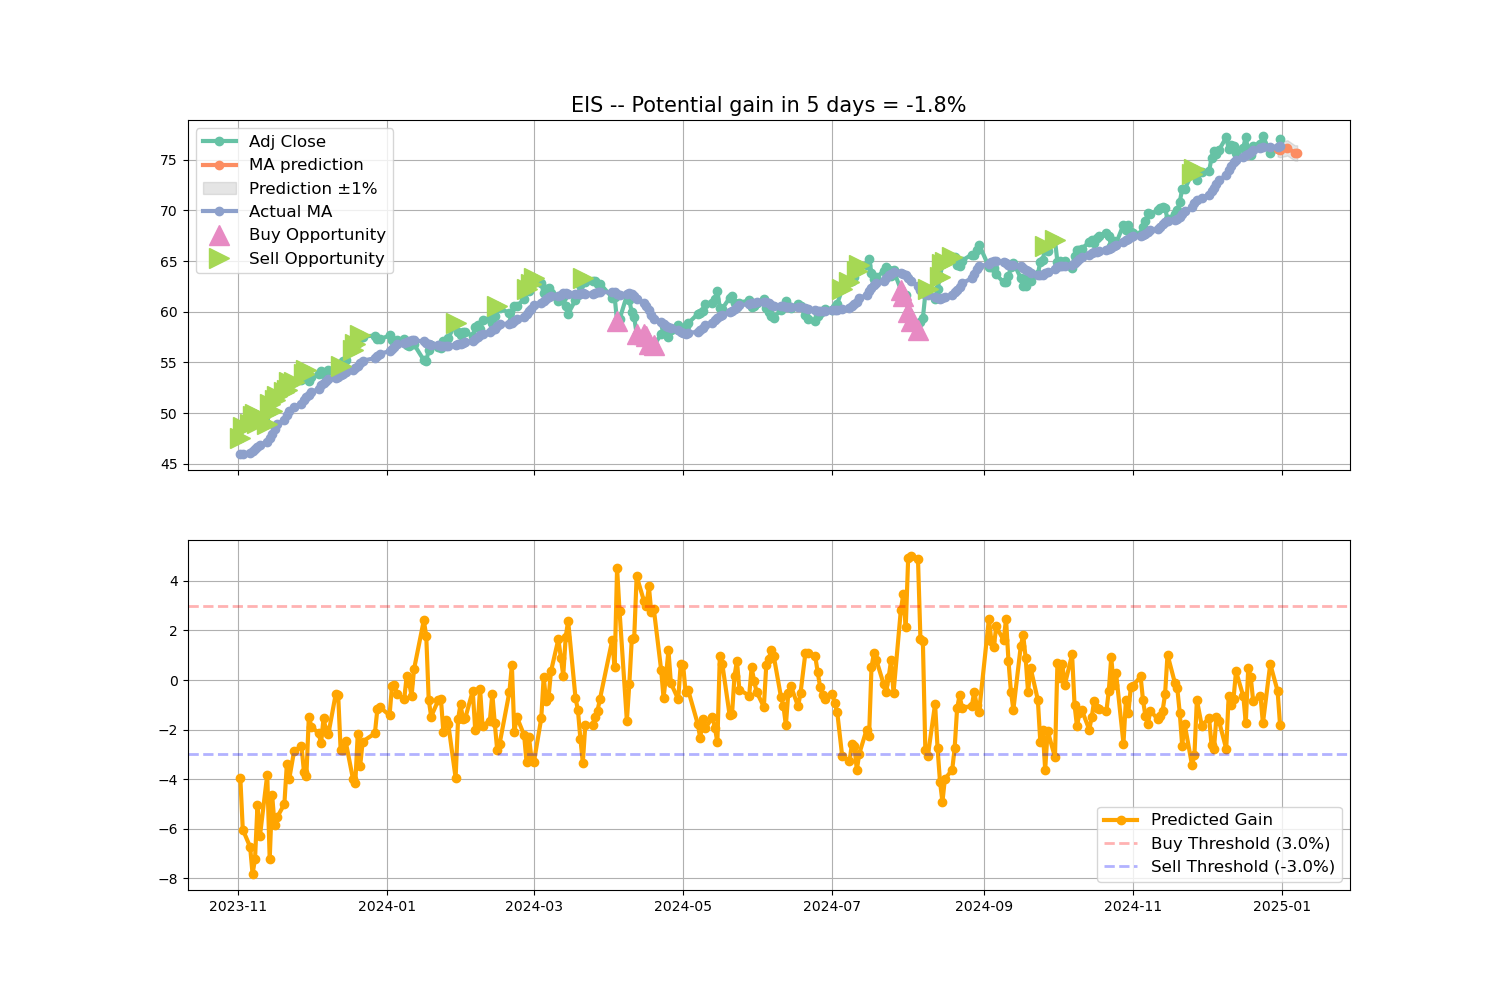 EIS -- Potential gain in 5 days = -1.8%
75
70
65
60
55
50
45
Adj Close
MA prediction
Prediction ±1%
Actual MA
Buy Opportunity
Sell Opportunity
4
2
0
−2
−4
−6
−8
Predicted Gain
Buy Threshold (3.0%)
Sell Threshold (-3.0%)
2023-11 2024-01 2024-03 2024-05 2024-07 2024-09 2024-11 2025-01